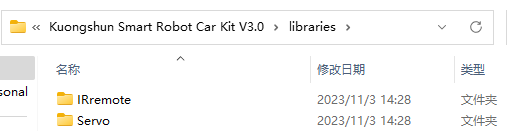 « Kuongshun Smart Robot Car Kit V3.0 › libraries ›
名称 修改日期 类型
IRremote 2023/11/3 14:28 文件夹
sonal
Servo 2023/11/3 14:28 文件夹